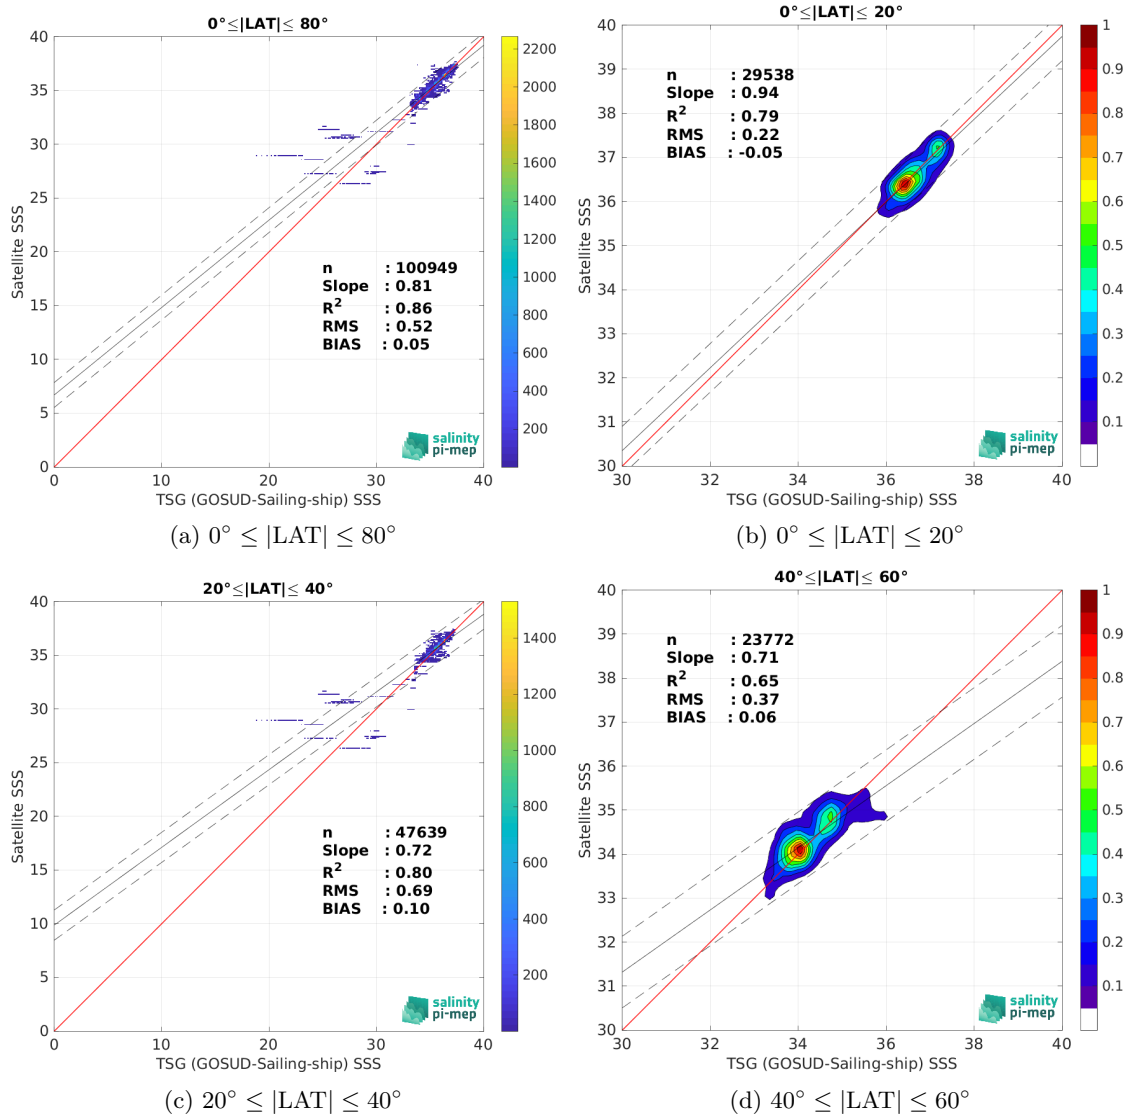 0°≤|LAT|≤ 80°
40
35
30
25
20
15
10
5
0
0
10
20
30
40
Satellite SSS
TSG (GOSUD-Sailing-ship) SSS
n : 100949
Slope : 0.81
R² : 0.86
RMS : 0.52
BIAS : 0.05
salinity
pi-mep
2200
2000
1800
1600
1400
1200
1000
800
600
400
200
(a) 0° ≤ |LAT| ≤ 80°
0°≤|LAT|≤ 20°
40
39
38
37
36
35
34
33
32
31
30
30
32
34
36
38
40
Satellite SSS
TSG (GOSUD-Sailing-ship) SSS
n : 29538
Slope : 0.94
R² : 0.79
RMS : 0.22
BIAS : -0.05
salinity
pi-mep
1
0.9
0.8
0.7
0.6
0.5
0.4
0.3
0.2
0.1
(b) 0° ≤ |LAT| ≤ 20°
20°≤|LAT|≤ 40°
40
35
30
25
20
15
10
5
0
0
10
20
30
40
Satellite SSS
TSG (GOSUD-Sailing-ship) SSS
n : 47639
Slope : 0.72
R² : 0.80
RMS : 0.69
BIAS : 0.10
salinity
pi-mep
1400
1200
1000
800
600
400
200
(c) 20° ≤ |LAT| ≤ 40°
40°≤|LAT|≤ 60°
40
39
38
37
36
35
34
33
32
31
30
30
32
34
36
38
40
Satellite SSS
TSG (GOSUD-Sailing-ship) SSS
n : 23772
Slope : 0.71
R² : 0.65
RMS : 0.37
BIAS : 0.06
salinity
pi-mep
1
0.9
0.8
0.7
0.6
0.5
0.4
0.3
0.2
0.1
(d) 40° ≤ |LAT| ≤ 60°